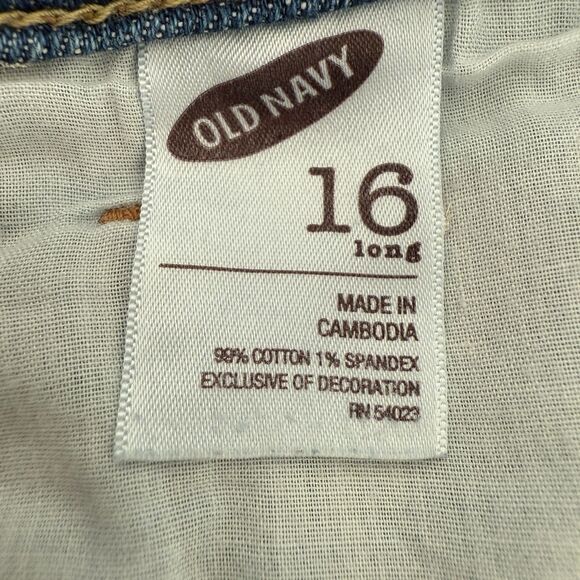 OLD NAVY
16
long
MADE IN
CAMBODIA
99% COTTON 1% SPANDEX
EXCLUSIVE OF DECORATION
RN 54023